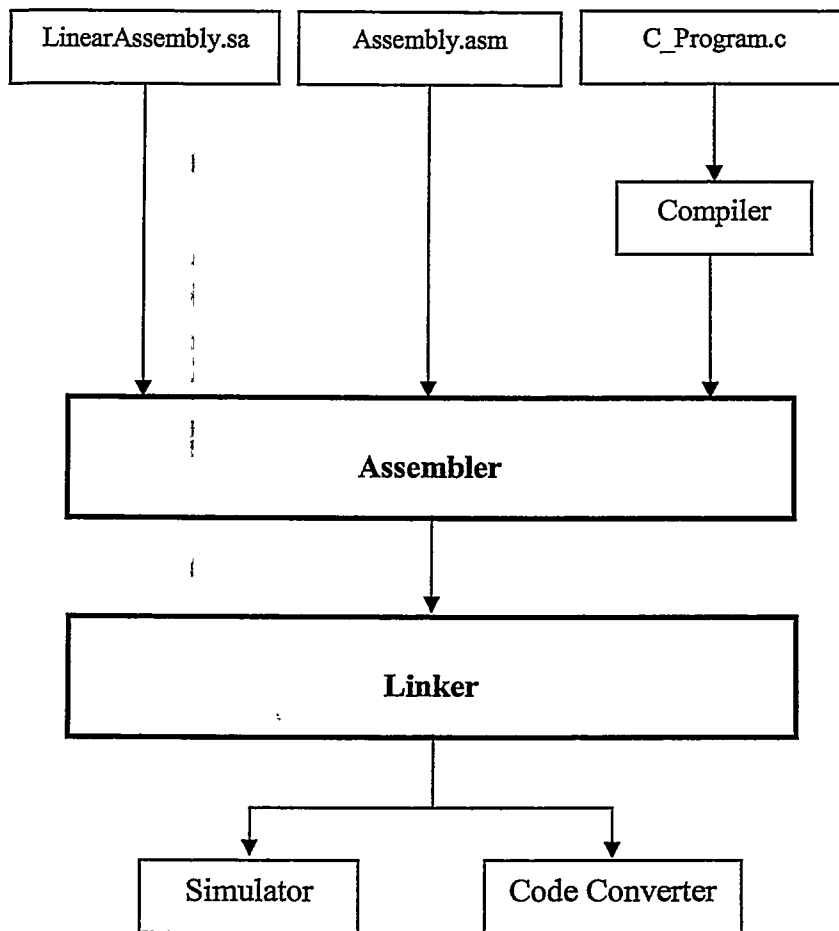 LinearAssembly.sa
Assembly.asm
C_Program.c
Compiler
Assembler
Linker
Simulator
Code Converter